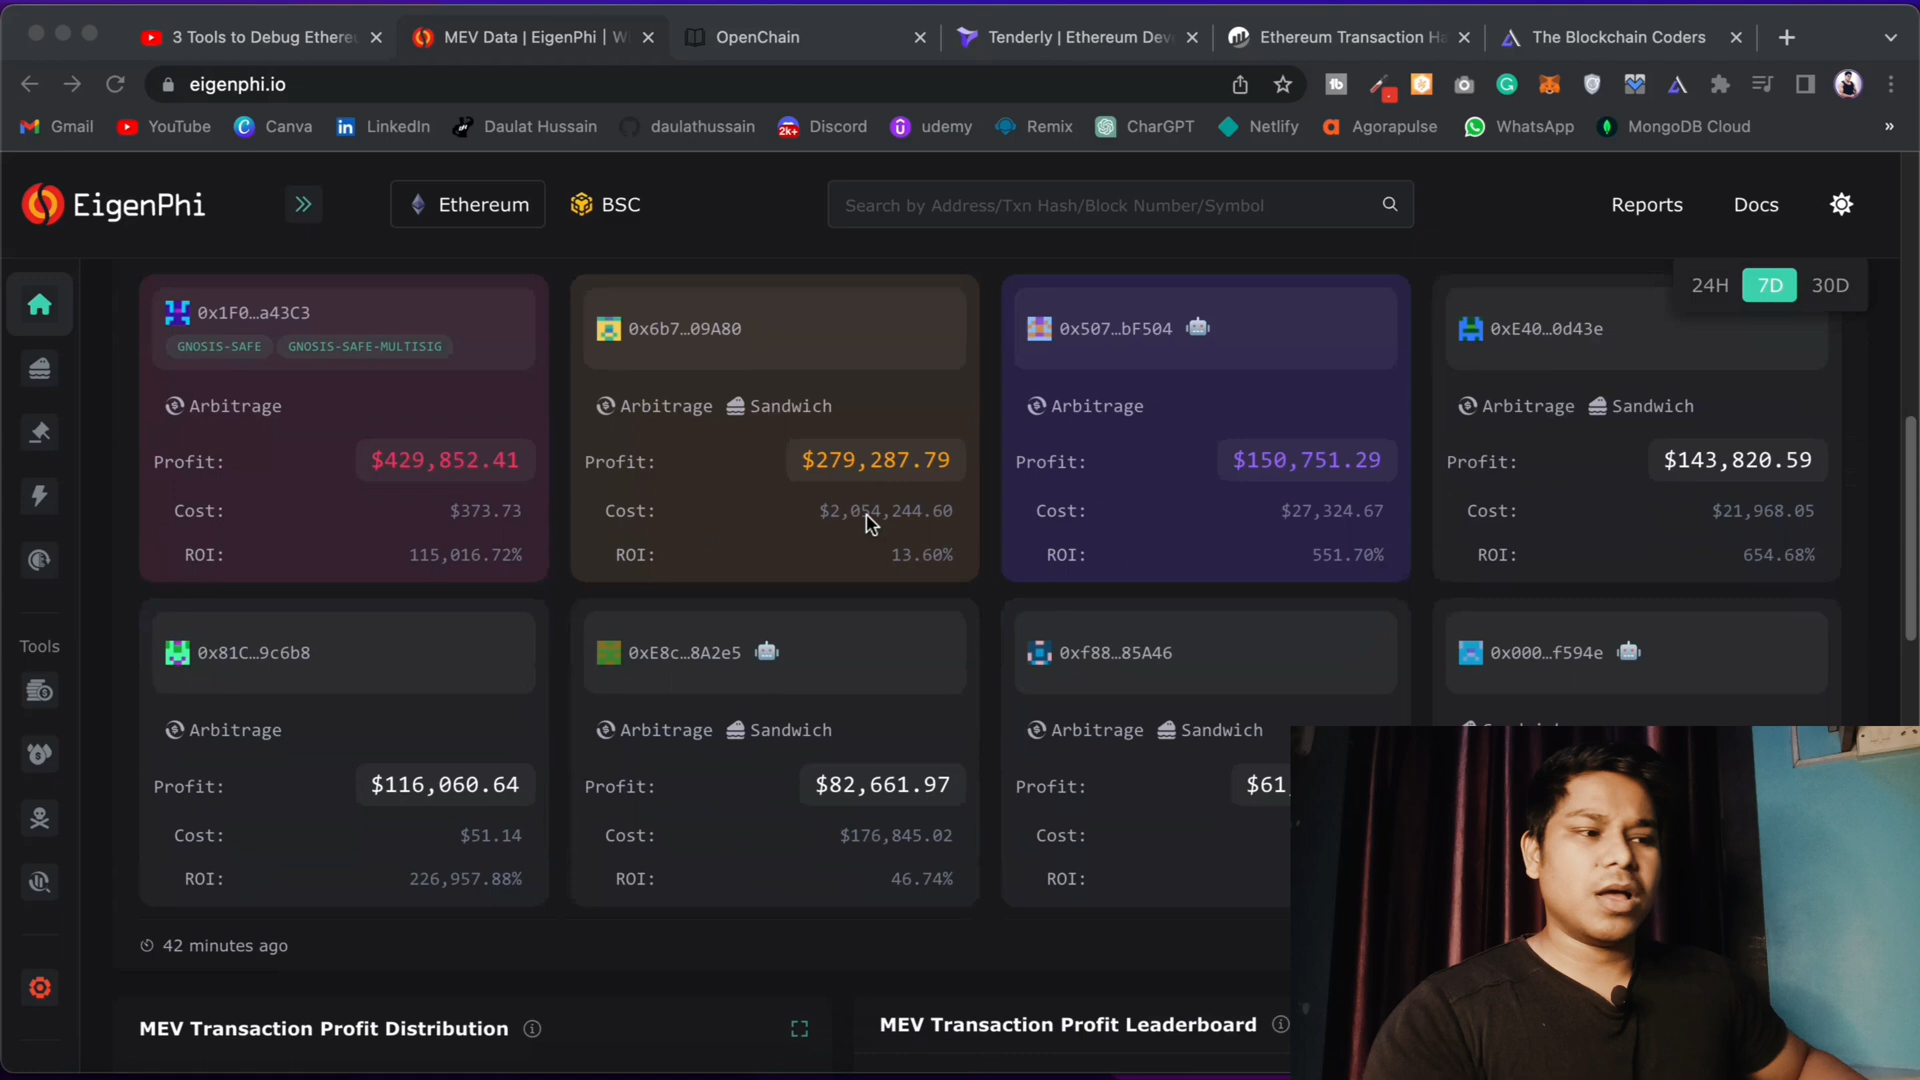 3 Tools to Debug Ethere
MEV Data | EigenPhi | W
OpenChain
Tenderly | Ethereum Dev
Ethereum Transaction Ha
The Blockchain Coders
eigenphi.io
Gmail
YouTube
Canva
LinkedIn
Daulat Hussain
daulathussain
Discord
udemy
Remix
CharGPT
Netlify
Agorapulse
WhatsApp
MongoDB Cloud
EigenPhi
Ethereum
BSC
Search by Address/Txn Hash/Block Number/Symbol
Reports
Docs
24H 7D 30D
0x1F0…a43C3
GNOSIS-SAFE GNOSIS-SAFE-MULTISIG
Arbitrage
Profit: $429,852.41
Cost: $373.73
ROI: 115,016.72%
0x6b7…09A80
Arbitrage Sandwich
Profit: $279,287.79
Cost: $2,054,244.60
ROI: 13.60%
0x507…bF504
Arbitrage
Profit: $150,751.29
Cost: $27,324.67
ROI: 551.70%
0xE40…0d43e
Arbitrage Sandwich
Profit: $143,820.59
Cost: $21,968.05
ROI: 654.68%
Tools
0x81C…9c6b8
Arbitrage
Profit: $116,060.64
Cost: $51.14
ROI: 226,957.88%
0xE8c…8A2e5
Arbitrage Sandwich
Profit: $82,661.97
Cost: $176,845.02
ROI: 46.74%
0xf88…85A46
Arbitrage Sandwich
Profit: $61,
Cost:
ROI:
0x000…f594e
42 minutes ago
MEV Transaction Profit Distribution
MEV Transaction Profit Leaderboard